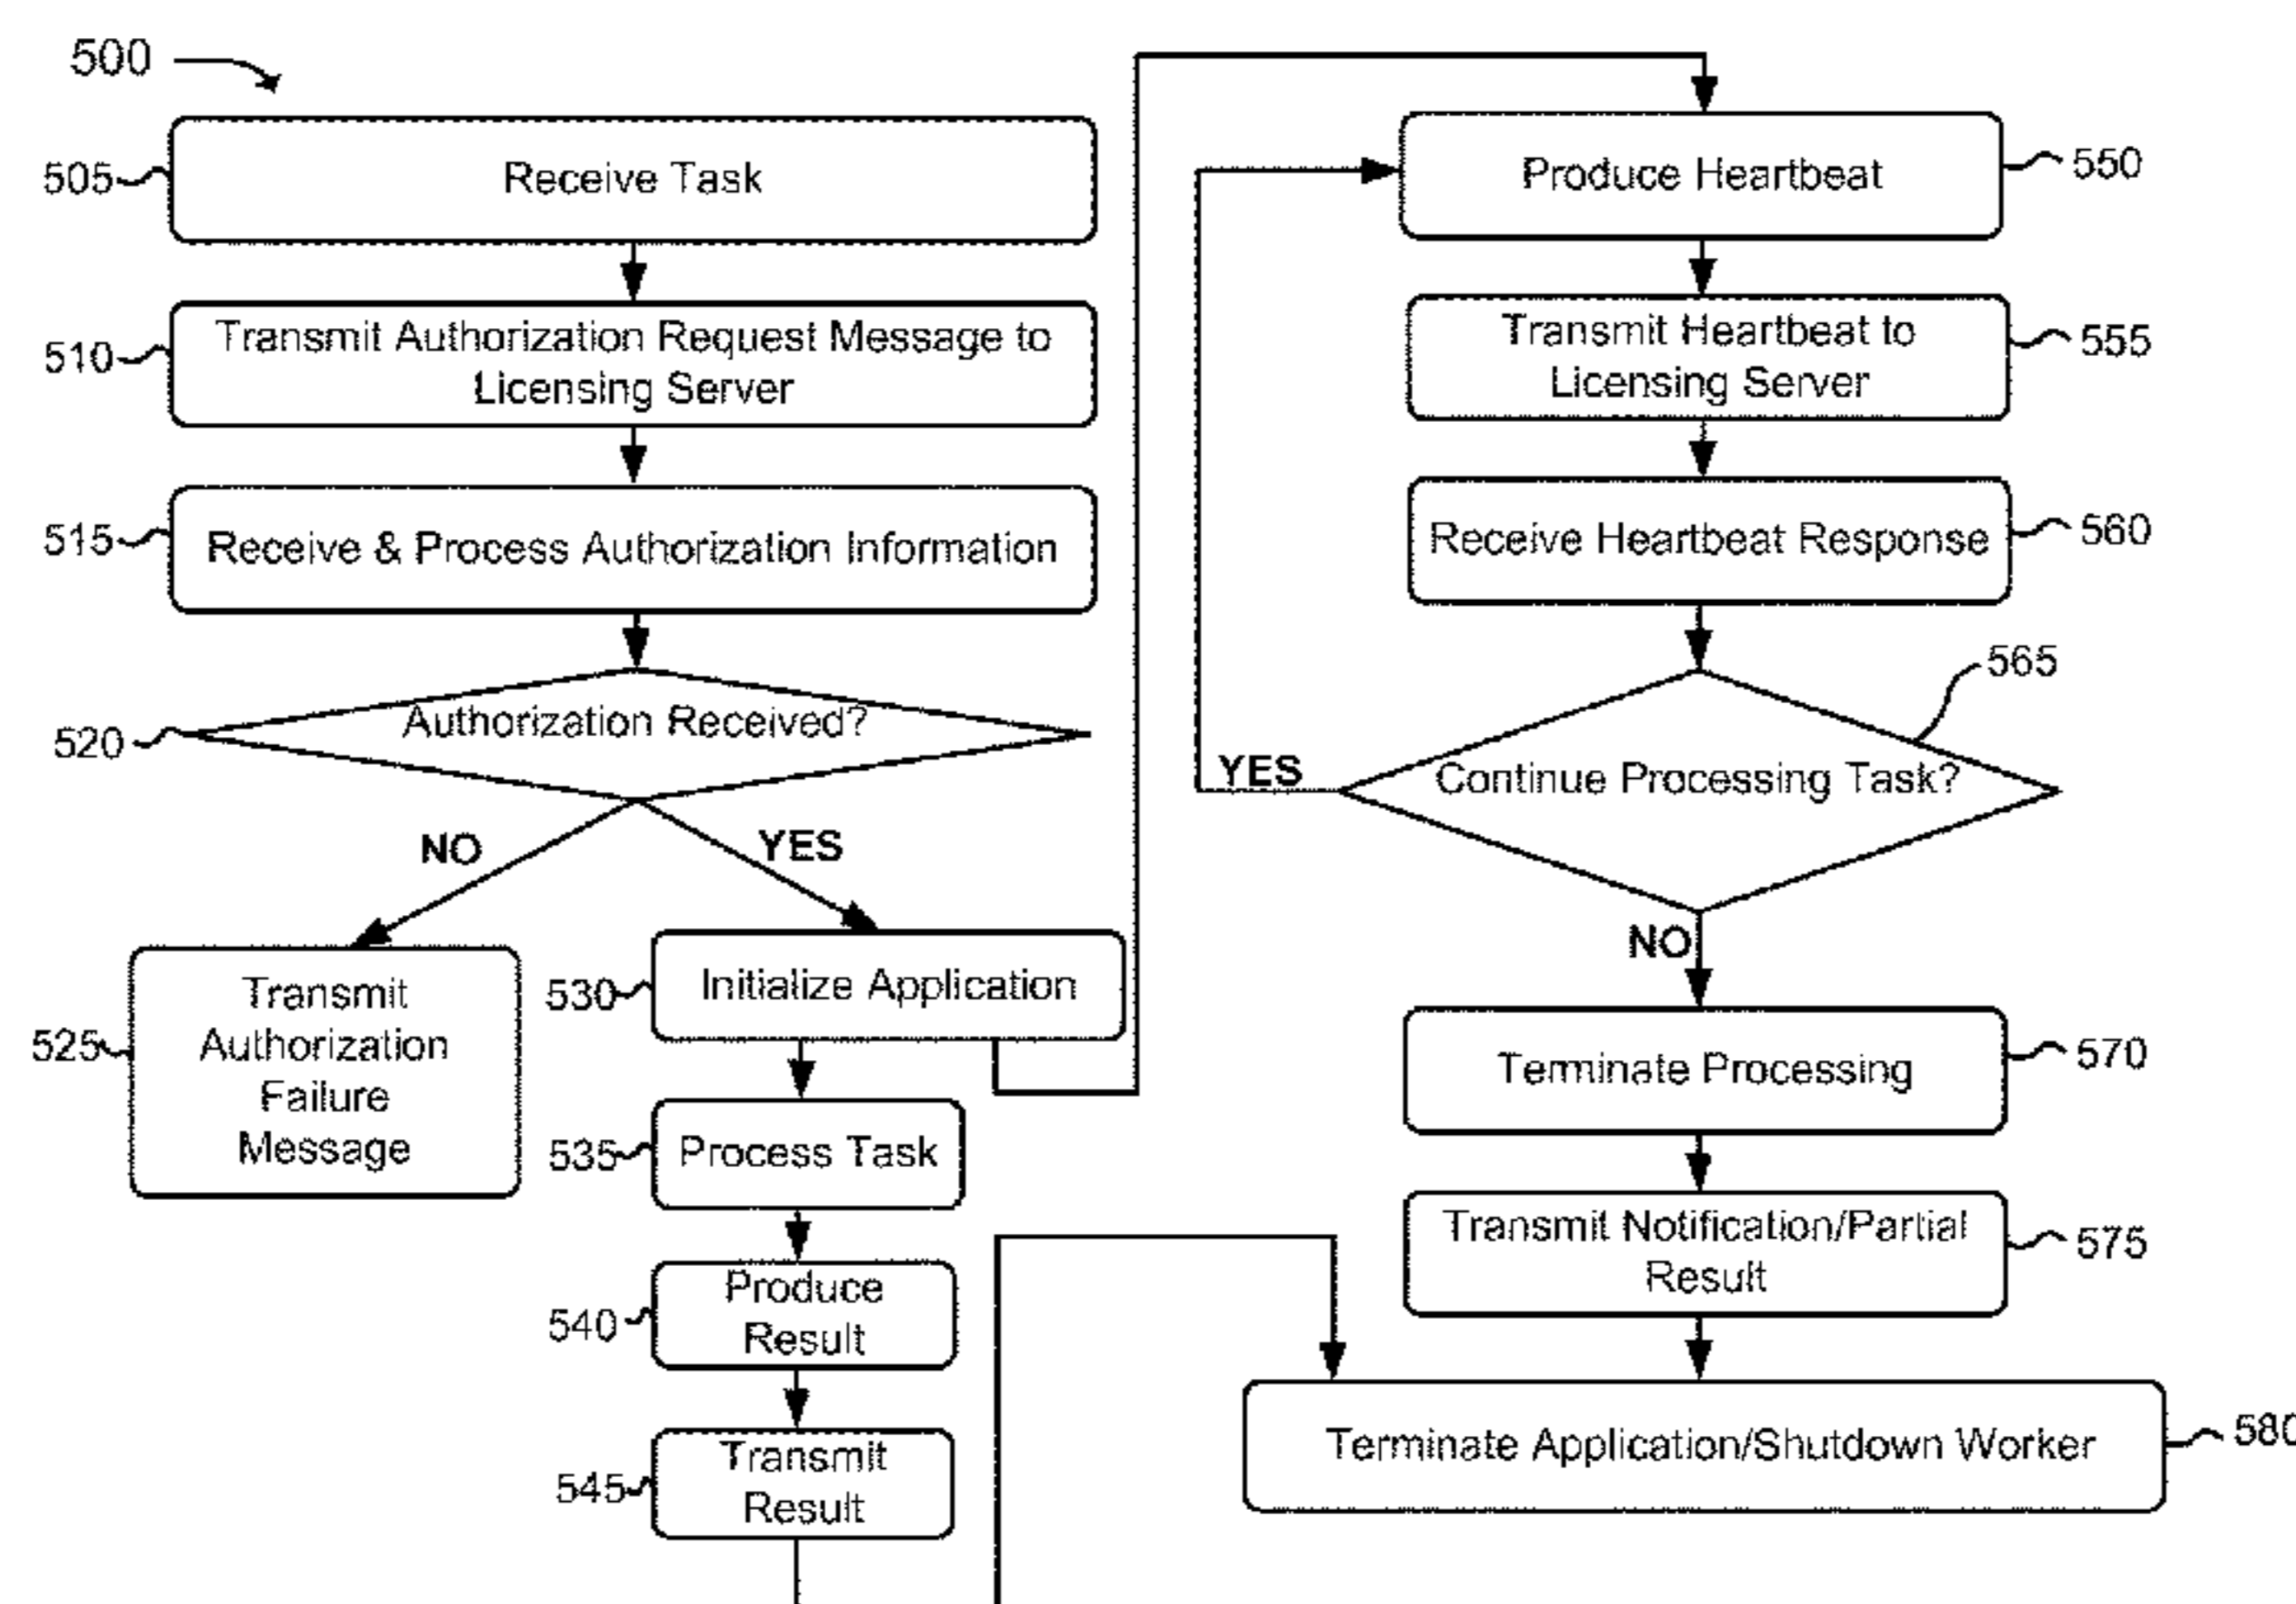 500
505
Receive Task
510
Transmit Authorization Request Message to
Licensing Server
515
Receive & Process Authorization Information
520
Authorization Received?
NO
YES
525
Transmit
Authorization
Failure
Message
530
Initialize Application
535
Process Task
540
Produce
Result
545
Transmit
Result
Produce Heartbeat
550
Transmit Heartbeat to
Licensing Server
555
Receive Heartbeat Response
560
565
Continue Processing Task?
YES
NO
Terminate Processing
570
Transmit Notification/Partial
Result
575
Terminate Application/Shutdown Worker
580